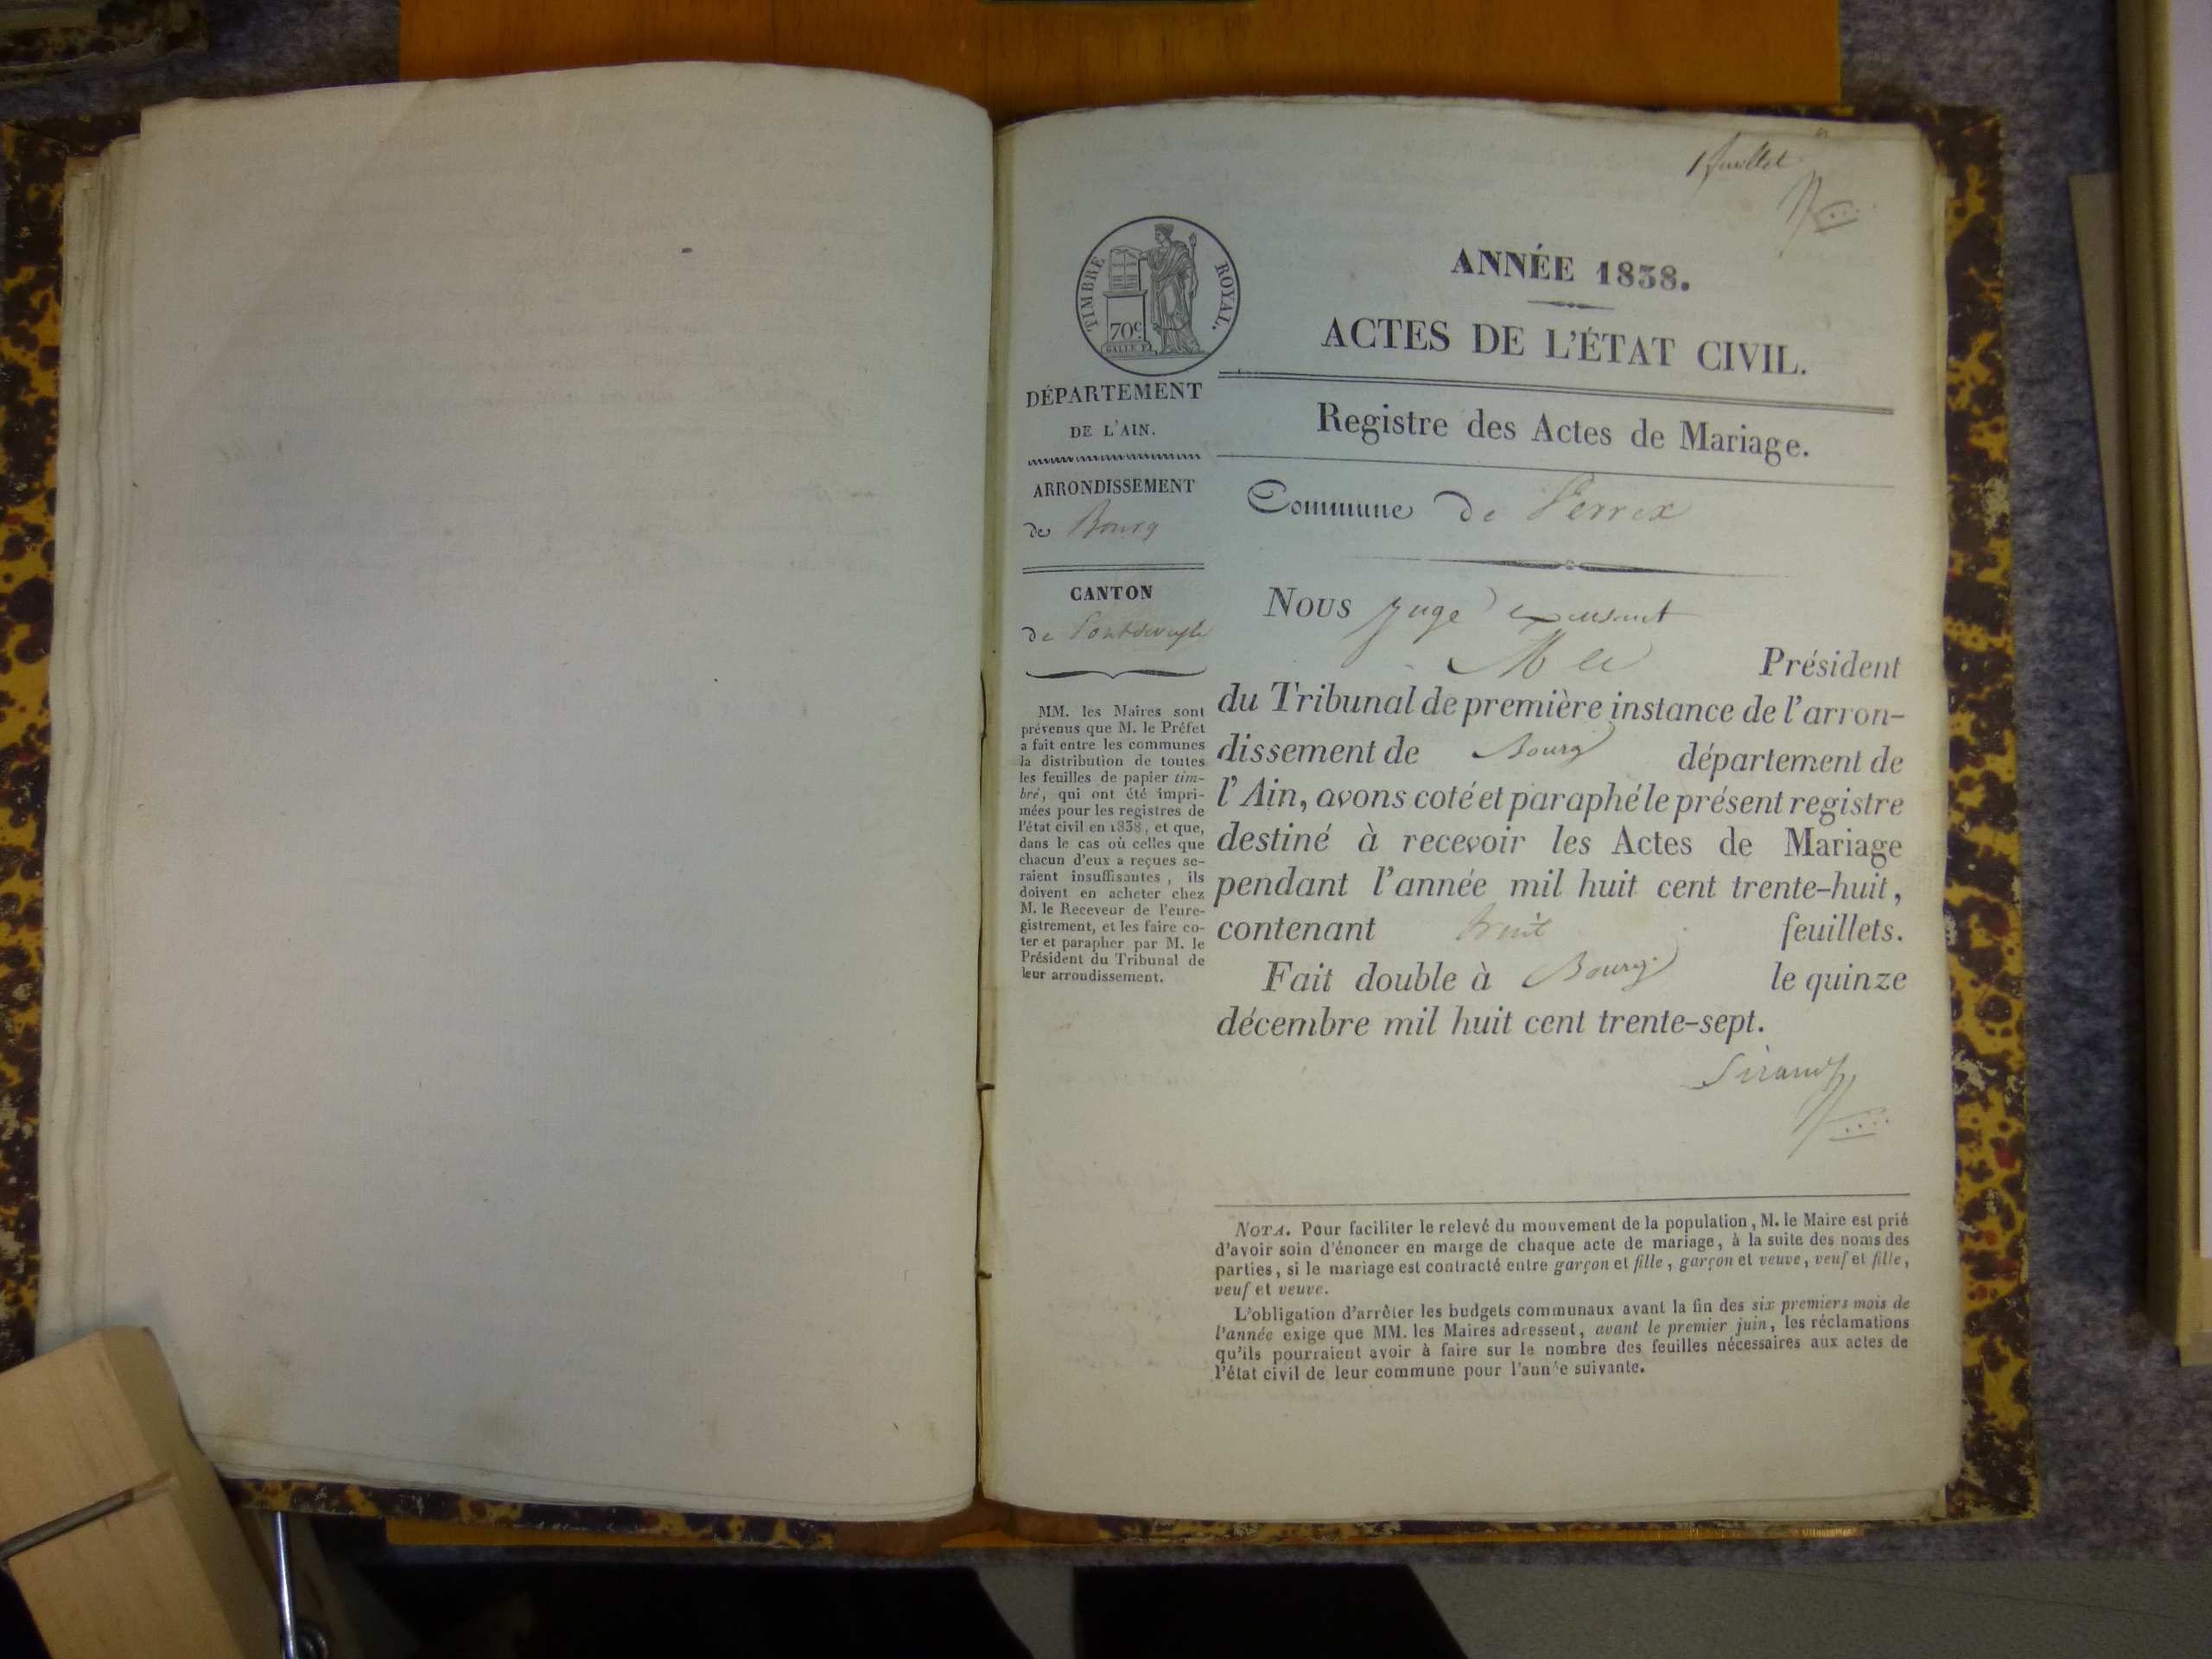 1 feuillet
TIMBRE ROYAL.
70c
GALLE F.
ANNÉE 1838.
ACTES DE L'ÉTAT CIVIL.
Registre des Actes de Mariage.
Commune de Perrex
DÉPARTEMENT
DE L'AIN.
ARRONDISSEMENT
de Bourg
CANTON
de Pontdeveyle
MM. les Maires sont
prévenus que M. le Préfet
a fait entre les communes
la distribution de toutes
les feuilles de papier tim-
bré, qui ont été impri-
mées pour les registres de
l'état civil en 1838, et que,
dans le cas où celles que
chacun d'eux a reçues se-
raient insuffisantes, ils
doivent en acheter chez
M. le Receveur de l'enre-
gistrement, et les faire co-
ter et parapher par M. le
Président du Tribunal de
leur arrondissement.
Nous juge
M le Président
du Tribunal de première instance de l'arron-
dissement de Bourg département de
l'Ain, avons coté et paraphé le présent registre
destiné à recevoir les Actes de Mariage
pendant l'année mil huit cent trente-huit,
contenant huit feuillets.
Fait double à Bourg le quinze
décembre mil huit cent trente-sept.
Sirand
NOTA. Pour faciliter le relevé du mouvement de la population, M. le Maire est prié
d'avoir soin d'énoncer en marge de chaque acte de mariage, à la suite des noms des
parties, si le mariage est contracté entre garçon et fille, garçon et veuve, veuf et fille,
veuf et veuve.
L'obligation d'arrêter les budgets communaux avant la fin des six premiers mois de
l'année exige que MM. les Maires adressent, avant le premier juin, les réclamations
qu'ils pourraient avoir à faire sur le nombre des feuilles nécessaires aux actes de
l'état civil de leur commune pour l'année suivante.